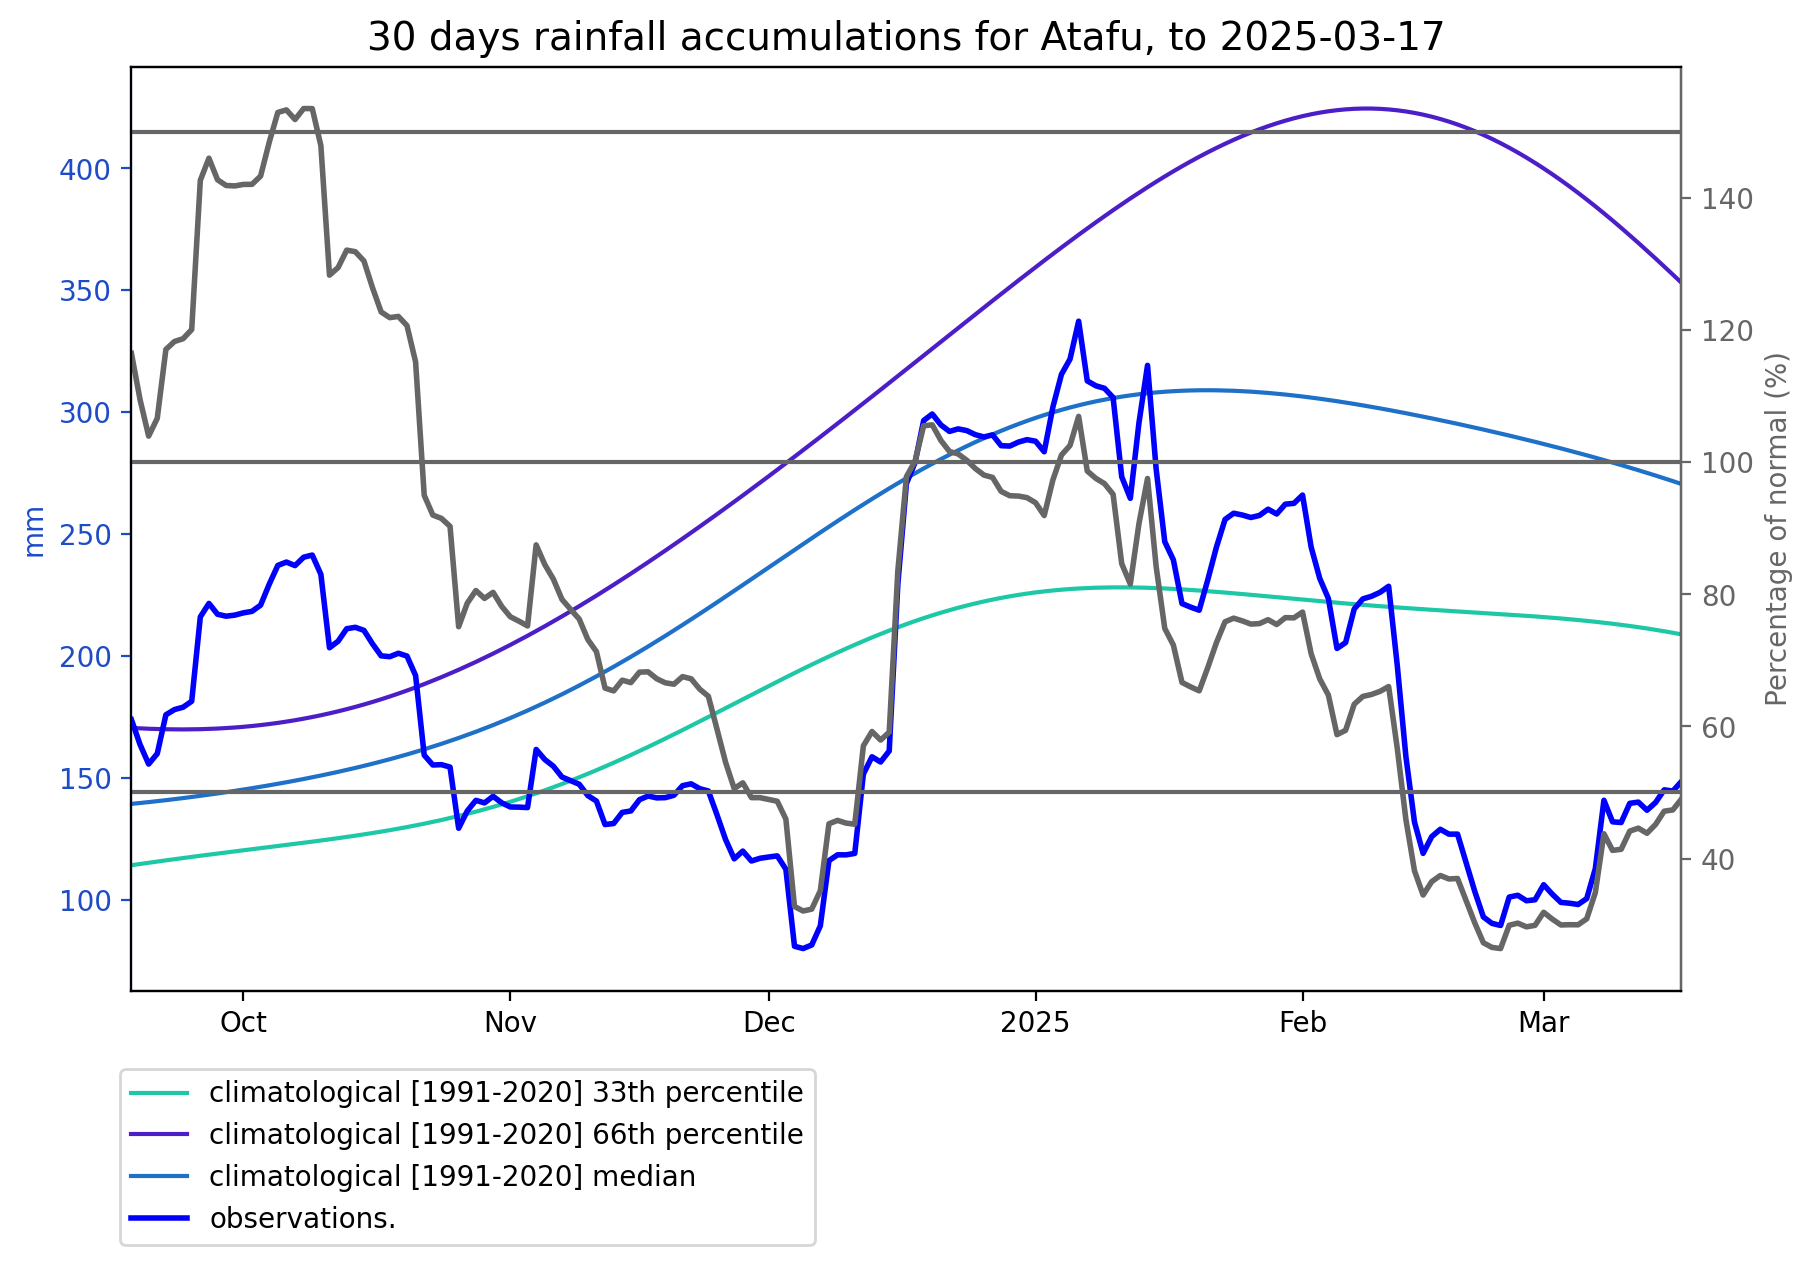 30 days rainfall accumulations for Atafu, to 2025-03-17
400
350
300
250
200
150
100
mm
140
120
100
80
60
40
Percentage of normal (%)
Oct
Nov
Dec
2025
Feb
Mar
climatological [1991-2020] 33th percentile
climatological [1991-2020] 66th percentile
climatological [1991-2020] median
observations.